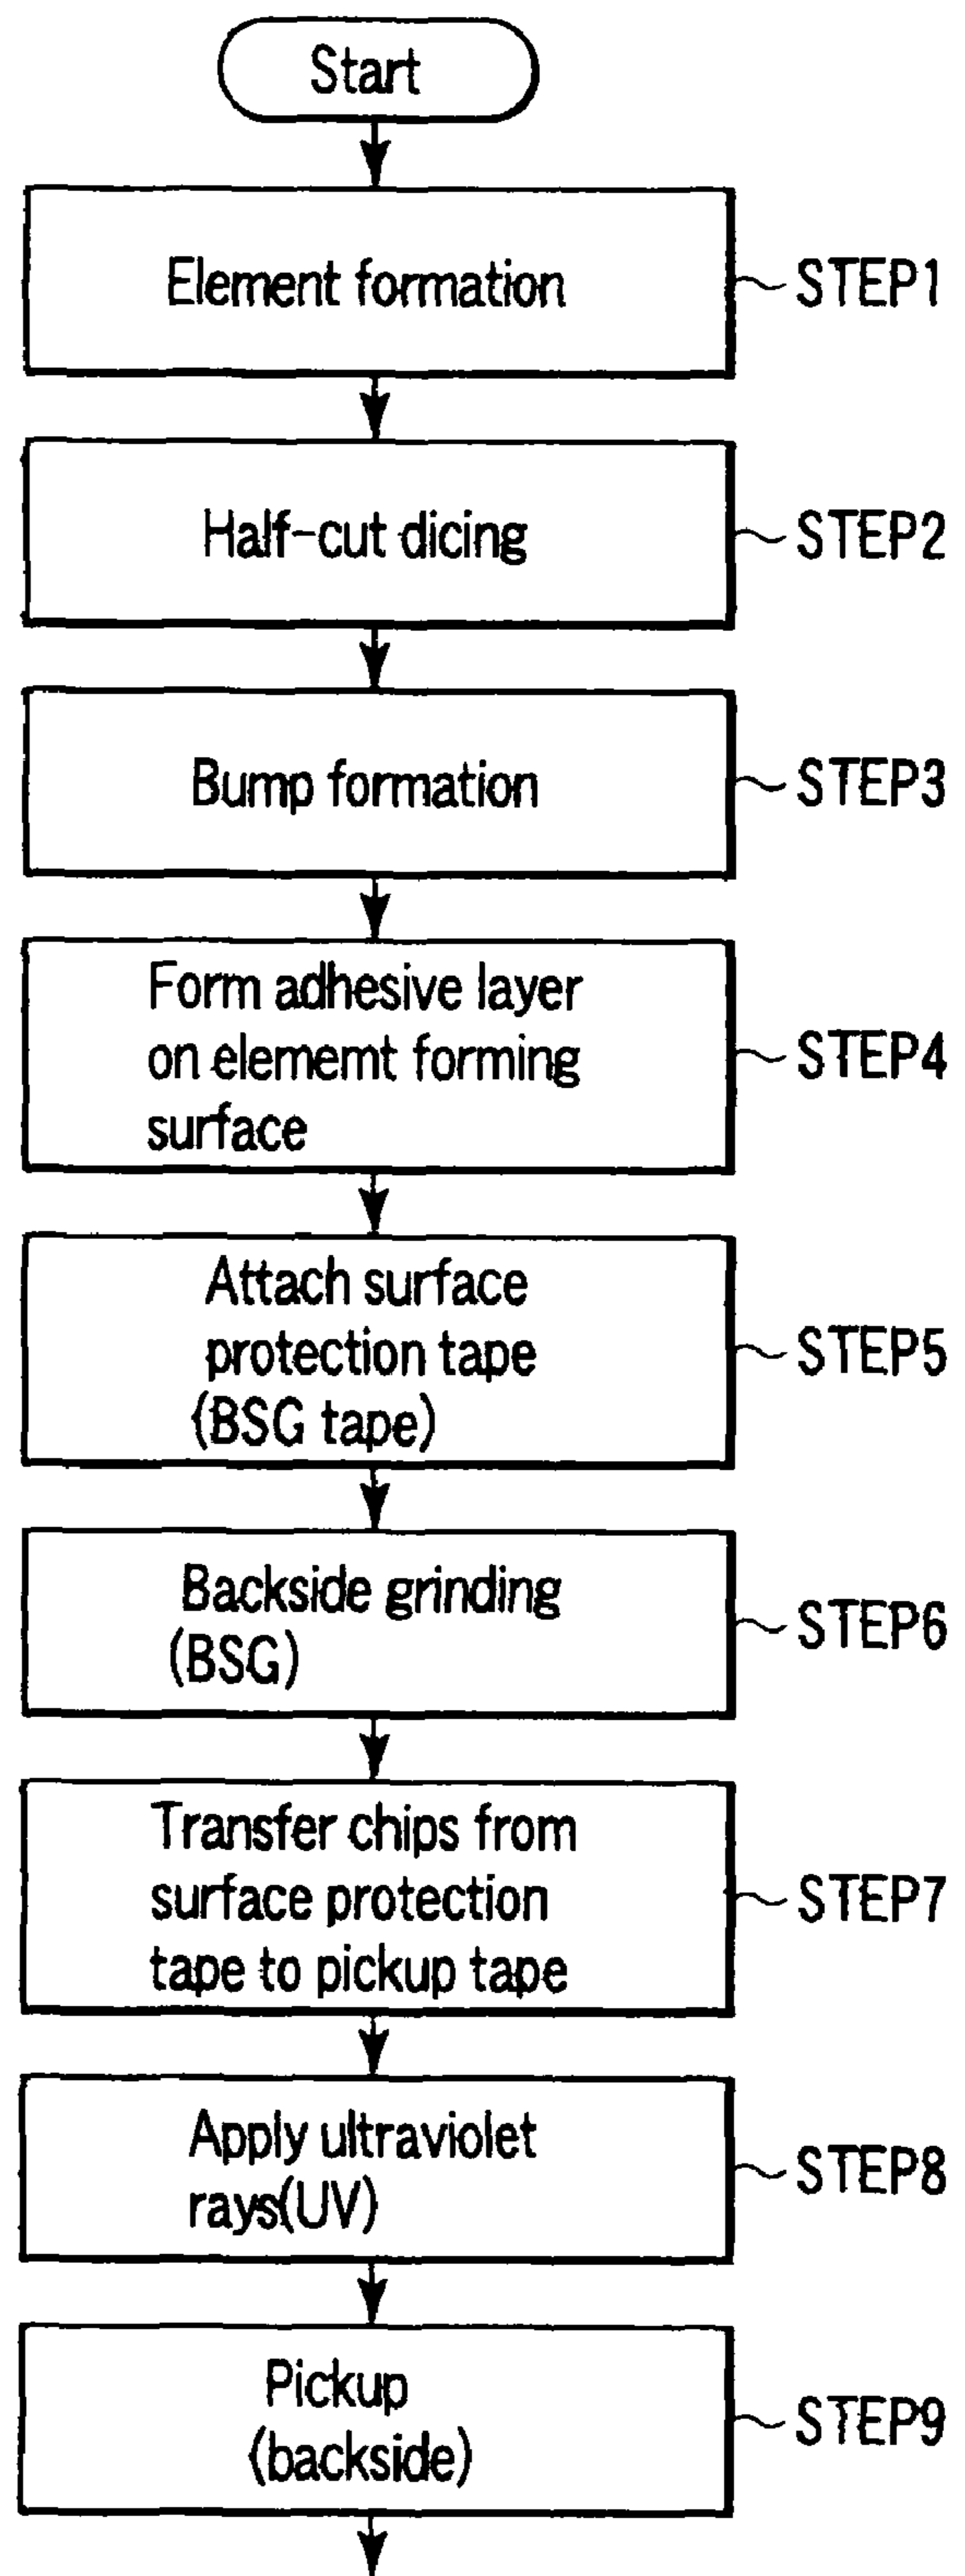 Start
Element formation
STEP1
Half-cut dicing
STEP2
Bump formation
STEP3
Form adhesive layer
on elememt forming
surface
STEP4
Attach surface
protection tape
(BSG tape)
STEP5
Backside grinding
(BSG)
STEP6
Transfer chips from
surface protection
tape to pickup tape
STEP7
Apply ultraviolet
rays(UV)
STEP8
Pickup
(backside)
STEP9